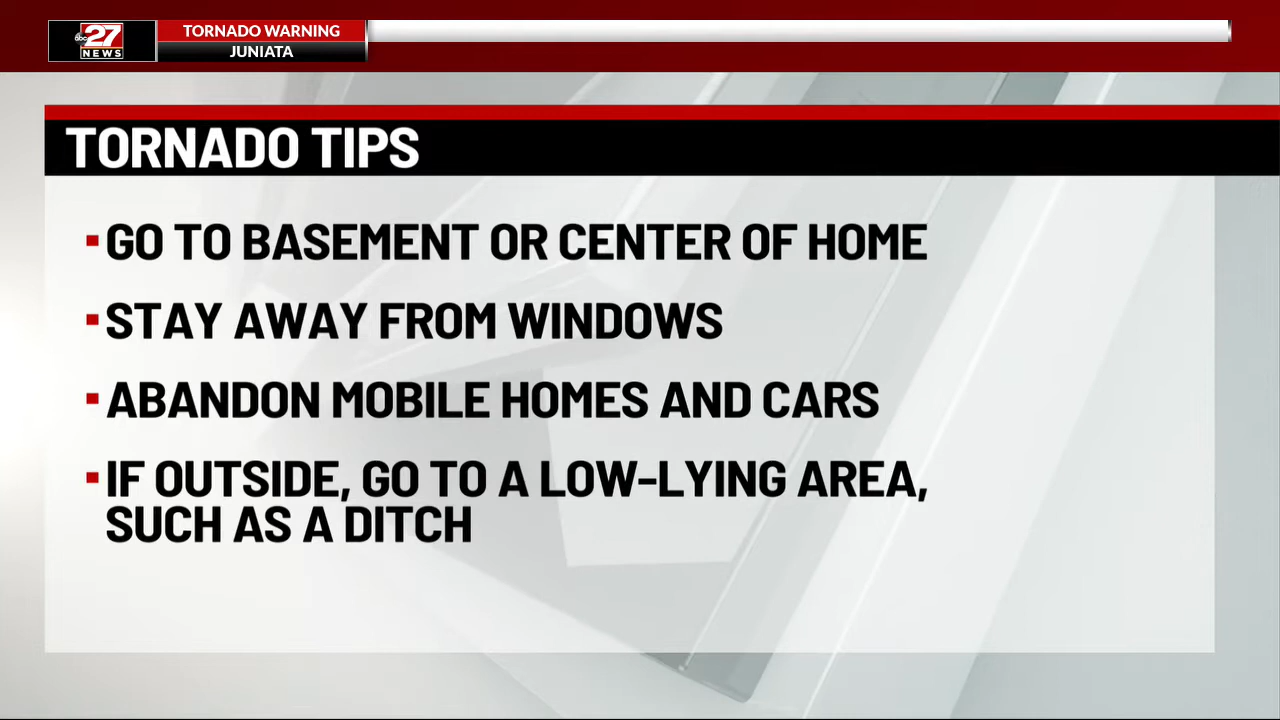 abc 27
NEWS
TORNADO WARNING
JUNIATA
TORNADO TIPS
GO TO BASEMENT OR CENTER OF HOME
STAY AWAY FROM WINDOWS
ABANDON MOBILE HOMES AND CARS
IF OUTSIDE, GO TO A LOW-LYING AREA,
SUCH AS A DITCH